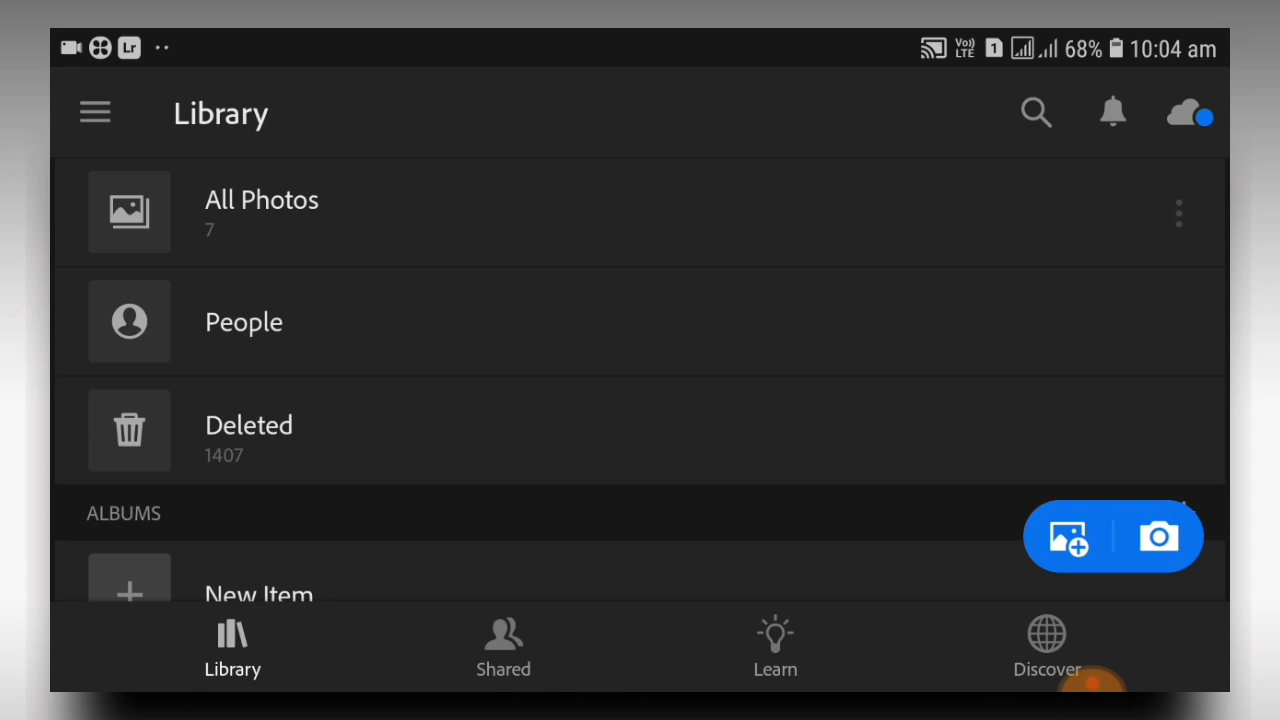 Lr
Vo))
LTE
1
68%
10:04 am
Library
All Photos
7
People
Deleted
1407
ALBUMS
New Item
Library
Shared
Learn
Discover